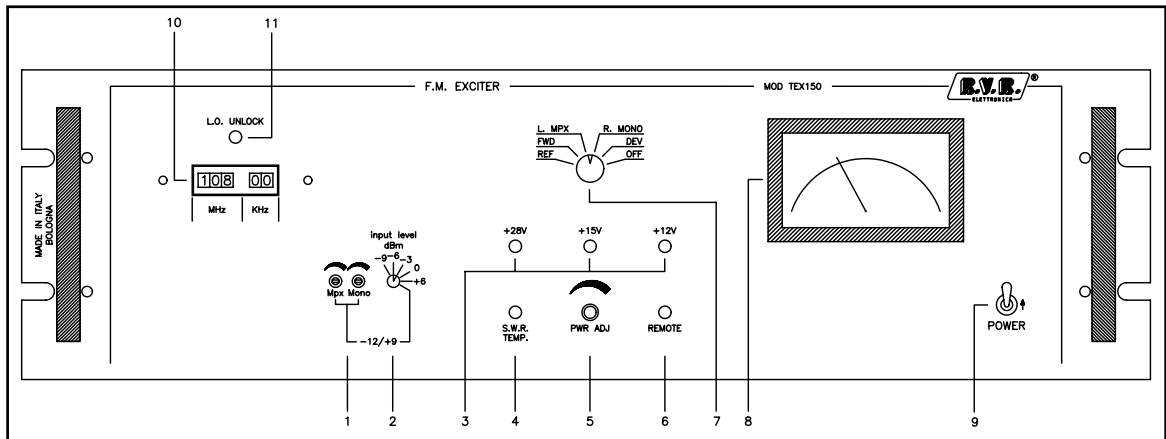 10 11
F.M. EXCITER
MOD TEX150
R.V.R.®
ELETTRONICA
L.O. UNLOCK
108 00
MHz KHz
MADE IN ITALY
BOLOGNA
L. MPX R. MONO
FWD DEV
REF OFF
8
+28V +15V +12V
input level
dBm
-9 -6 -3 0 +6
Mpx Mono
-12/+9
S.W.R.
TEMP.
PWR ADJ
REMOTE
POWER
1 2 3 4 5 6 7 8 9